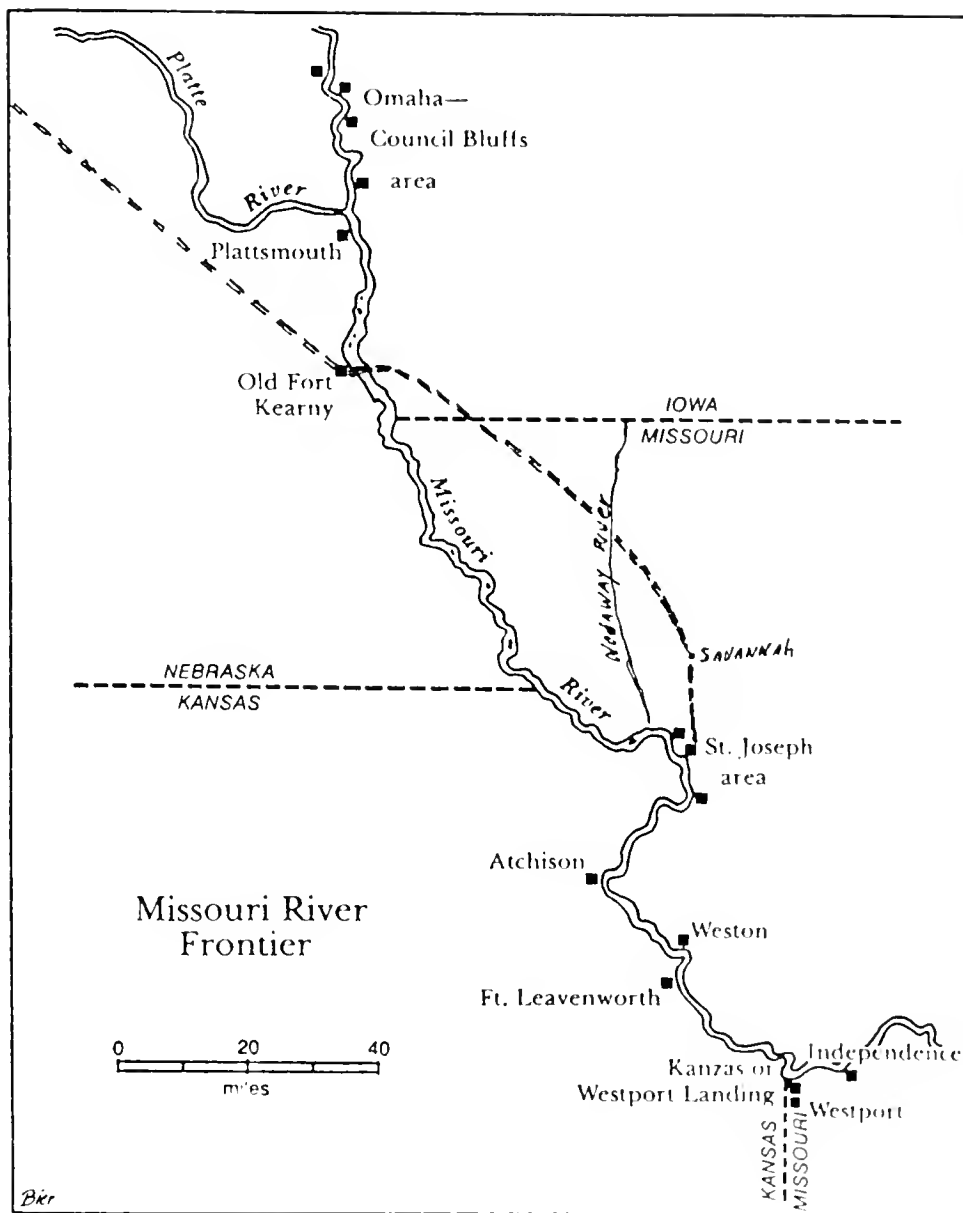 Platte
River
Omaha—
Council Bluffs
area
Plattsmouth
Old Fort
Kearny
IOWA
MISSOURI
Missouri
River
Nodaway River
SAVANNAH
NEBRASKA
KANSAS
St. Joseph
area
Atchison
Missouri River
Frontier
Weston
Ft. Leavenworth
0 20 40
miles
Independence
Kanzas or
Westport Landing
Westport
KANSAS
MISSOURI
Bier